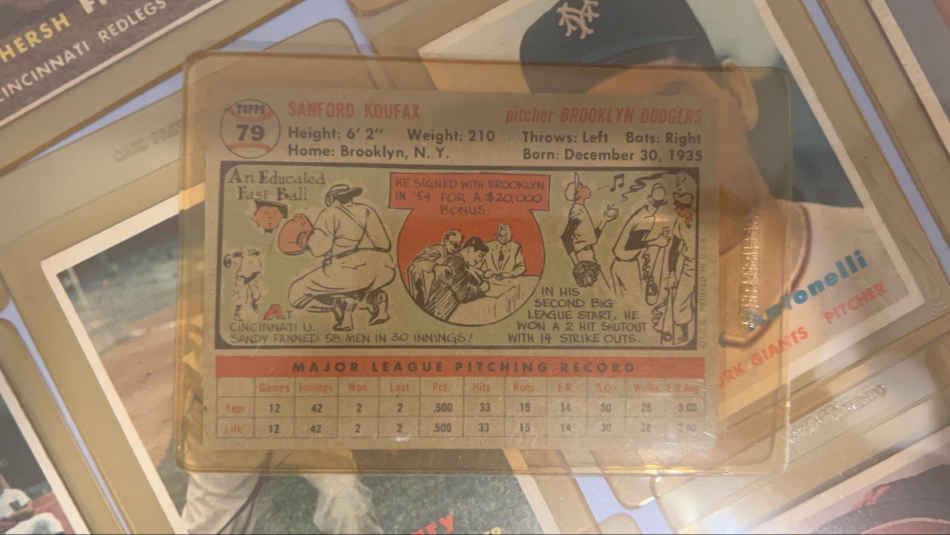 HERSH
CINCINNATI REDLEGS
TOPPS
79
SANFORD KOUFAX
pitcher BROOKLYN DODGERS
Height: 6' 2" Weight: 210 Throws: Left Bats: Right
Home: Brooklyn, N. Y. Born: December 30, 1935
An Educated
Fast Ball
AT
CINCINNATI U.
SANDY FANNED 58 MEN IN 30 INNINGS!
HE SIGNED WITH BROOKLYN
IN '54 FOR A $20,000
BONUS.
IN HIS
SECOND BIG
LEAGUE START, HE
WON A 2 HIT SHUTOUT
WITH 14 STRIKE OUTS.
MAJOR LEAGUE PITCHING RECORD
Games Innings Won Lost Pct. Hits Runs E.R. S.O. Walks E.R.Avg.
Year 12 42 2 2 .500 33 15 14 30 28
Life 12 42 2 2 .500 33 15 14 30 28
Antonelli
GIANTS PITCHER